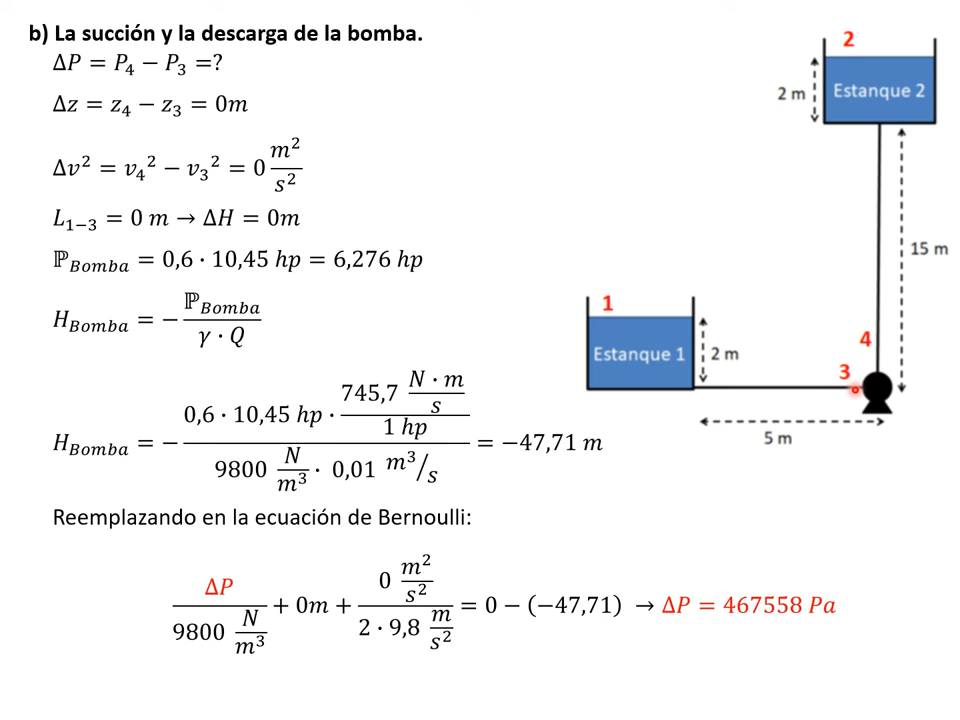 b) La succión y la descarga de la bomba.
ΔP = P₄ − P₃ =?
Δz = z₄ − z₃ = 0m
Δv² = v₄² − v₃² = 0 m²/s²
L₁₋₃ = 0 m → ΔH = 0m
ℙ_Bomba = 0,6 · 10,45 hp = 6,276 hp
H_Bomba = − ℙ_Bomba / γ · Q
H_Bomba = − 0,6 · 10,45 hp · 745,7 N · m/s / 1 hp / 9800 N/m³ · 0,01 m³/s = −47,71 m
Reemplazando en la ecuación de Bernoulli:
ΔP / 9800 N/m³ + 0m + 0 m²/s² / 2 · 9,8 m/s² = 0 − (−47,71) → ΔP = 467558 Pa
2
2 m
Estanque 2
15 m
1
Estanque 1
2 m
4
3
5 m